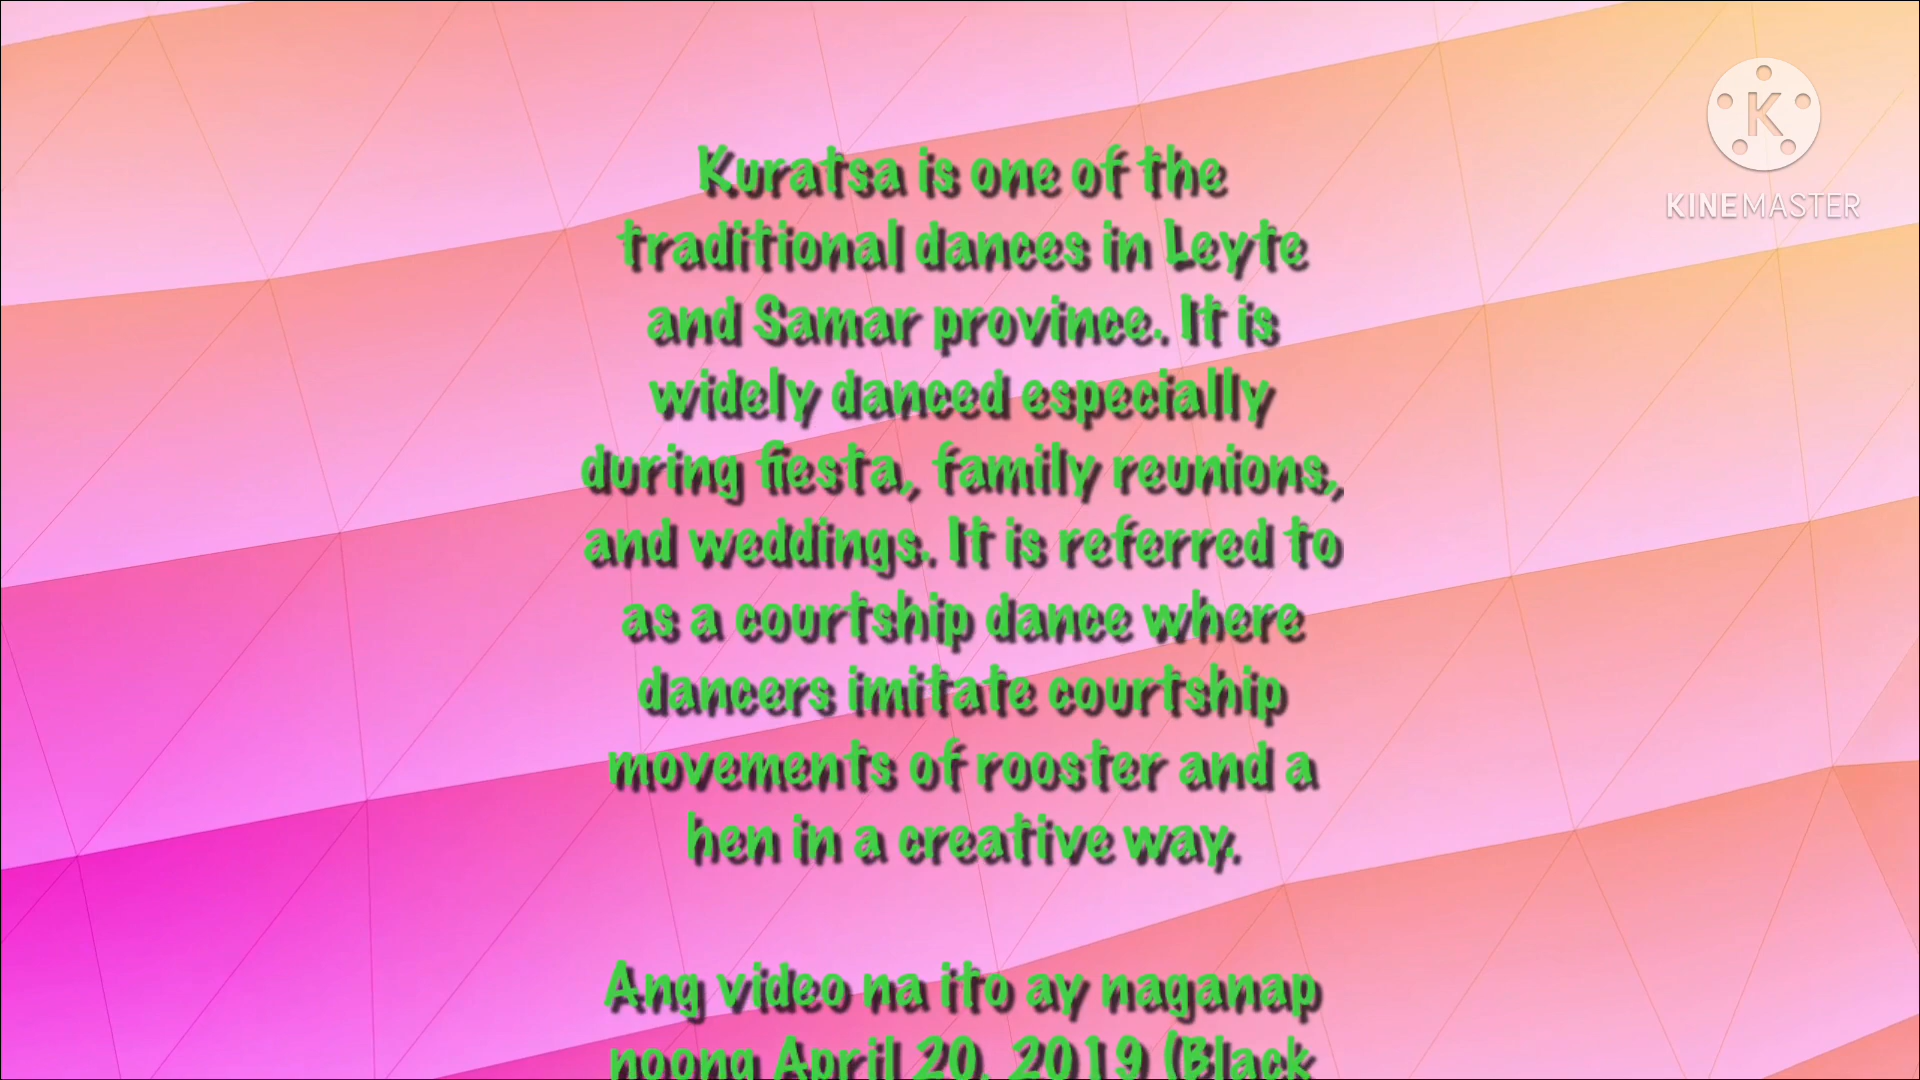 Kuratsa is one of the
traditional dances in Leyte
and Samar province. It is
widely danced especially
during fiesta, family reunions,
and weddings. It is referred to
as a courtship dance where
dancers imitate courtship
movements of rooster and a
hen in a creative way.
Ang video na ito ay naganap
noong April 20, 2019 (Black
K
KINEMASTER